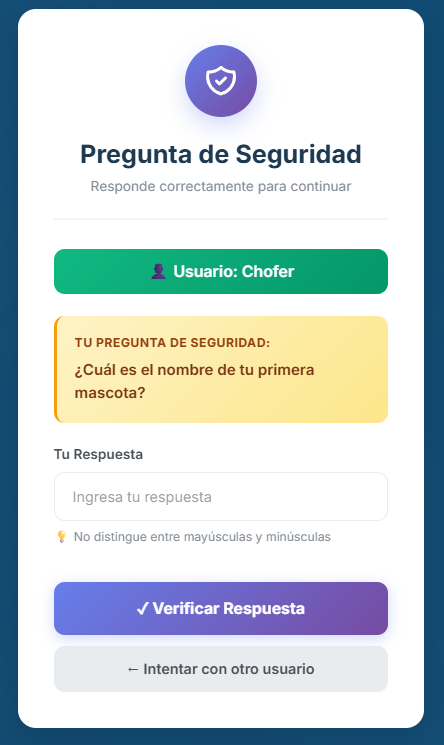 Pregunta de Seguridad
Responde correctamente para continuar
👤 Usuario: Chofer
TU PREGUNTA DE SEGURIDAD:
¿Cuál es el nombre de tu primera
mascota?
Tu Respuesta
Ingresa tu respuesta
💡 No distingue entre mayúsculas y minúsculas
✓ Verificar Respuesta
← Intentar con otro usuario